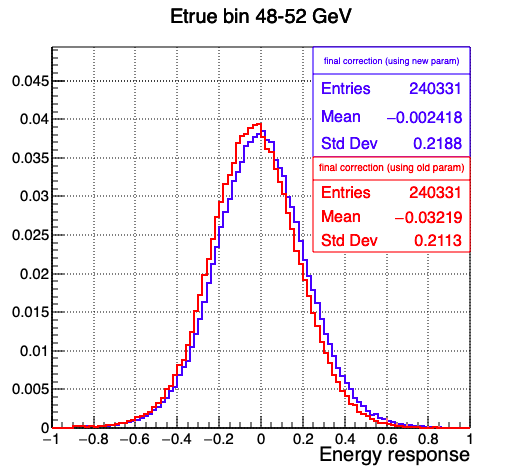 Etrue bin 48-52 GeV
final correction (using new param)
Entries 240331
Mean −0.002418
Std Dev 0.2188
final correction (using old param)
Entries 240331
Mean −0.03219
Std Dev 0.2113
0.045
0.04
0.035
0.03
0.025
0.02
0.015
0.01
0.005
0
−1 −0.8 −0.6 −0.4 −0.2 0 0.2 0.4 0.6 0.8 1
Energy response